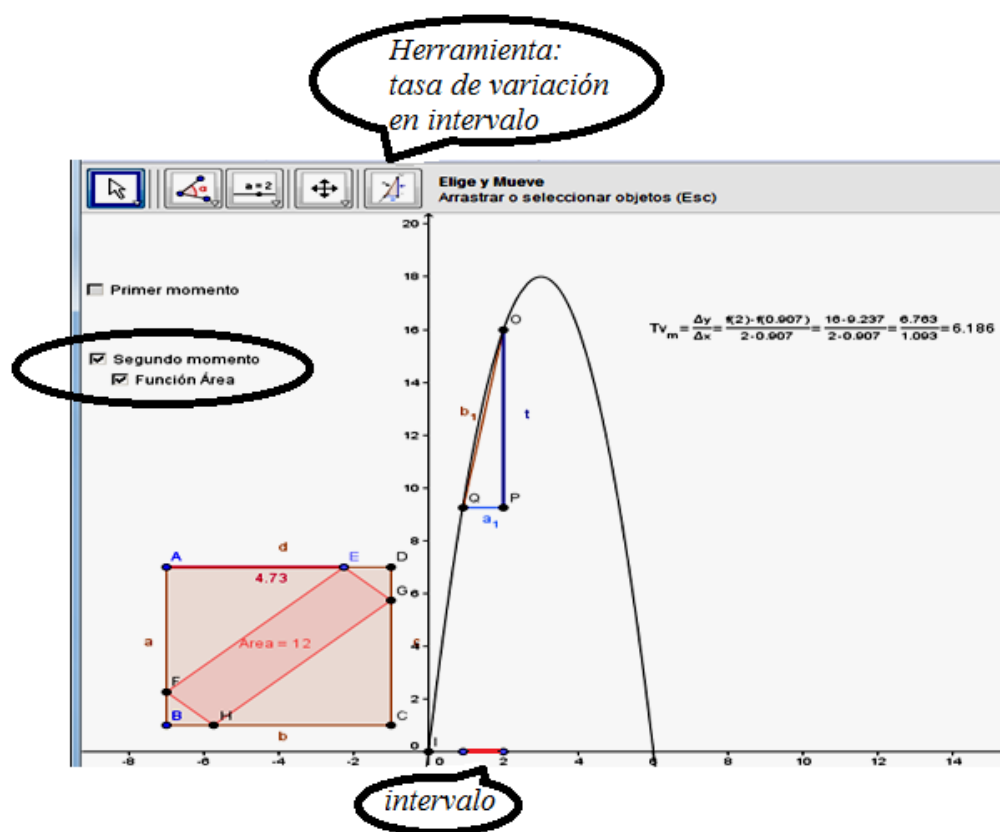 Herramienta:
tasa de variación
en intervalo
α
a = 2
Elige y Mueve
Arrastrar o seleccionar objetos (Esc)
Primer momento
Segundo momento
Función Área
Tv_m = Δy/Δx = f(2)-f(0.907)/2-0.907 = 16-9.237/2-0.907 = 6.763/1.093 = 6.186
20
18
16
14
12
10
8
6
4
2
0
O
b₁
t
Q
P
a₁
d
A
E
D
4.73
G
a
Área = 12
c
F
B
H
C
b
I
-8
-6
-4
-2
0
2
4
6
8
10
12
14
intervalo